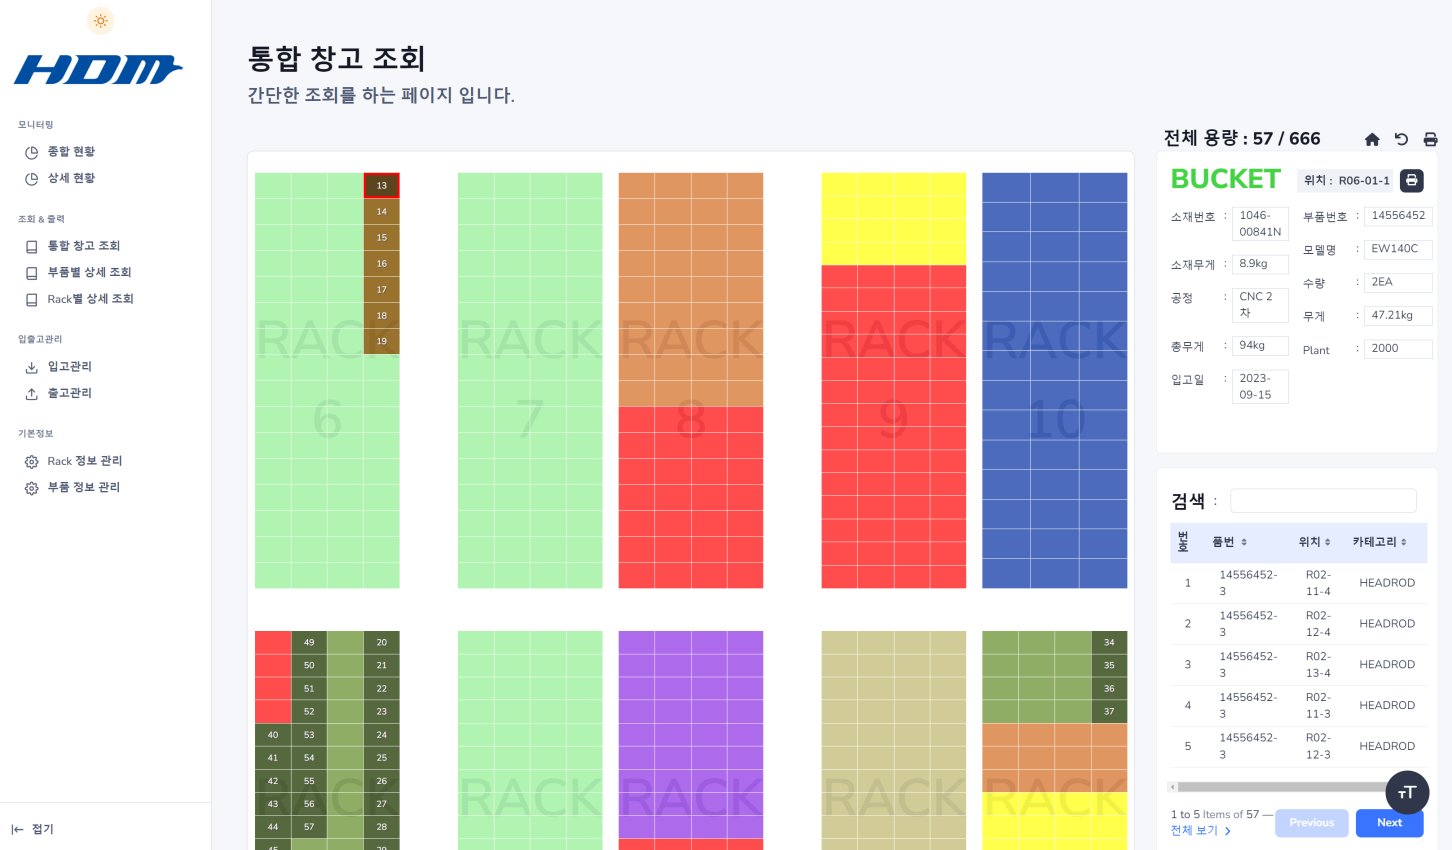 HDM
모니터링
종합 현황
상세 현황
조회 & 출력
통합 창고 조회
부품별 상세 조회
Rack별 상세 조회
입출고관리
입고관리
출고관리
기본정보
Rack 정보 관리
부품 정보 관리
접기
통합 창고 조회
간단한 조회를 하는 페이지 입니다.
13
14
15
16
17
18
19
RACK
6
RACK
7
RACK
8
RACK
9
RACK
10
49 20
50 21
51 22
52 23
40 53 24
41 54 25
42 55 26
43 56 27
44 57 28
45 29
RACK
RACK
RACK
RACK
34
35
36
37
RACK
전체 용량 : 57 / 666
BUCKET
위치 : R06-01-1
소재번호 : 1046-
00841N
부품번호 : 14556452
모델명 : EW140C
소재무게 : 8.9kg
수량 : 2EA
공정 : CNC 2
차
무게 : 47.21kg
총무게 : 94kg
Plant : 2000
입고일 : 2023-
09-15
검색 :
번
호
품번 위치 카테고리
1 14556452-
3 R02-
11-4 HEADROD
2 14556452-
3 R02-
12-4 HEADROD
3 14556452-
3 R02-
13-4 HEADROD
4 14556452-
3 R02-
11-3 HEADROD
5 14556452-
3 R02-
12-3 HEADROD
TT
1 to 5 Items of 57 —
전체 보기
Previous
Next